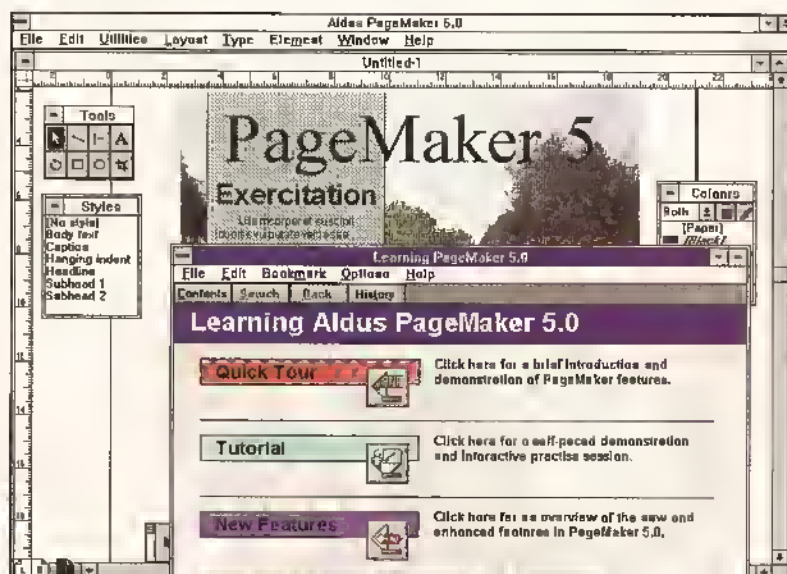 Aldus PageMaker 5.0
File Edit Utilities Layout Type Element Window Help
Untitled-1
Tools
A
PageMaker 5
Exercitation
Styles
[No style]
Body text
Caption
Hanging indent
Headline
Subhead 1
Subhead 2
Colours
Both
[Paper]
[Black]
Learning PageMaker 5.0
File Edit Bookmark Options Help
Contents Search Back History
Learning Aldus PageMaker 5.0
Quick Tour
Click here for a brief introduction and
demonstration of PageMaker features.
Tutorial
Click here for a self-paced demonstration
and interactive practise session.
New Features
Click here for an overview of the new and
enhanced features in PageMaker 5.0.